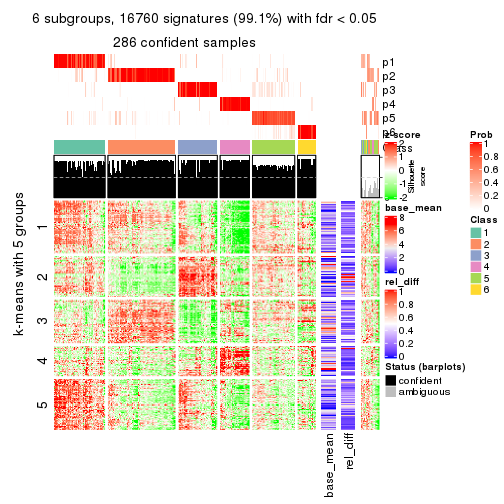 6 subgroups, 16760 signatures (99.1%) with fdr < 0.05
286 confident samples
p1
p2
p3
p4
p5
p6
Class
Silhouette
score
k-means with 5 groups
1
2
3
4
5
base_mean
rel_diff
z-score
2
1
0
-1
-2
base_mean
8
6
4
2
0
rel_diff
1
0.8
0.6
0.4
0.2
0
Status (barplots)
confident
ambiguous
Prob
1
0.8
0.6
0.4
0.2
0
Class
1
2
3
4
5
6